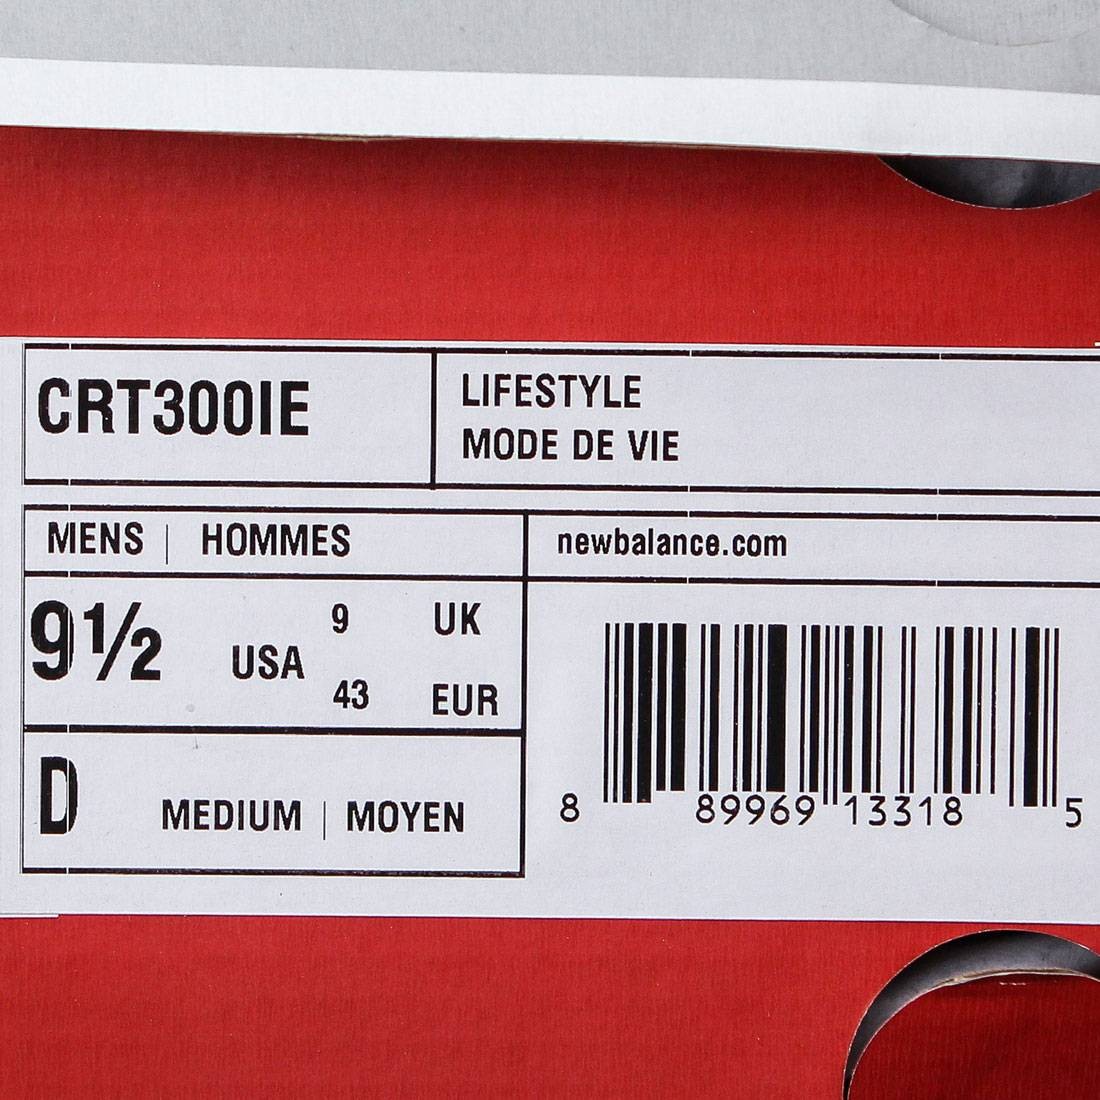 CRT300IE
LIFESTYLE
MODE DE VIE
MENS | HOMMES
newbalance.com
9½ USA
9 UK
43 EUR
D
MEDIUM | MOYEN
8 89969 13318 5